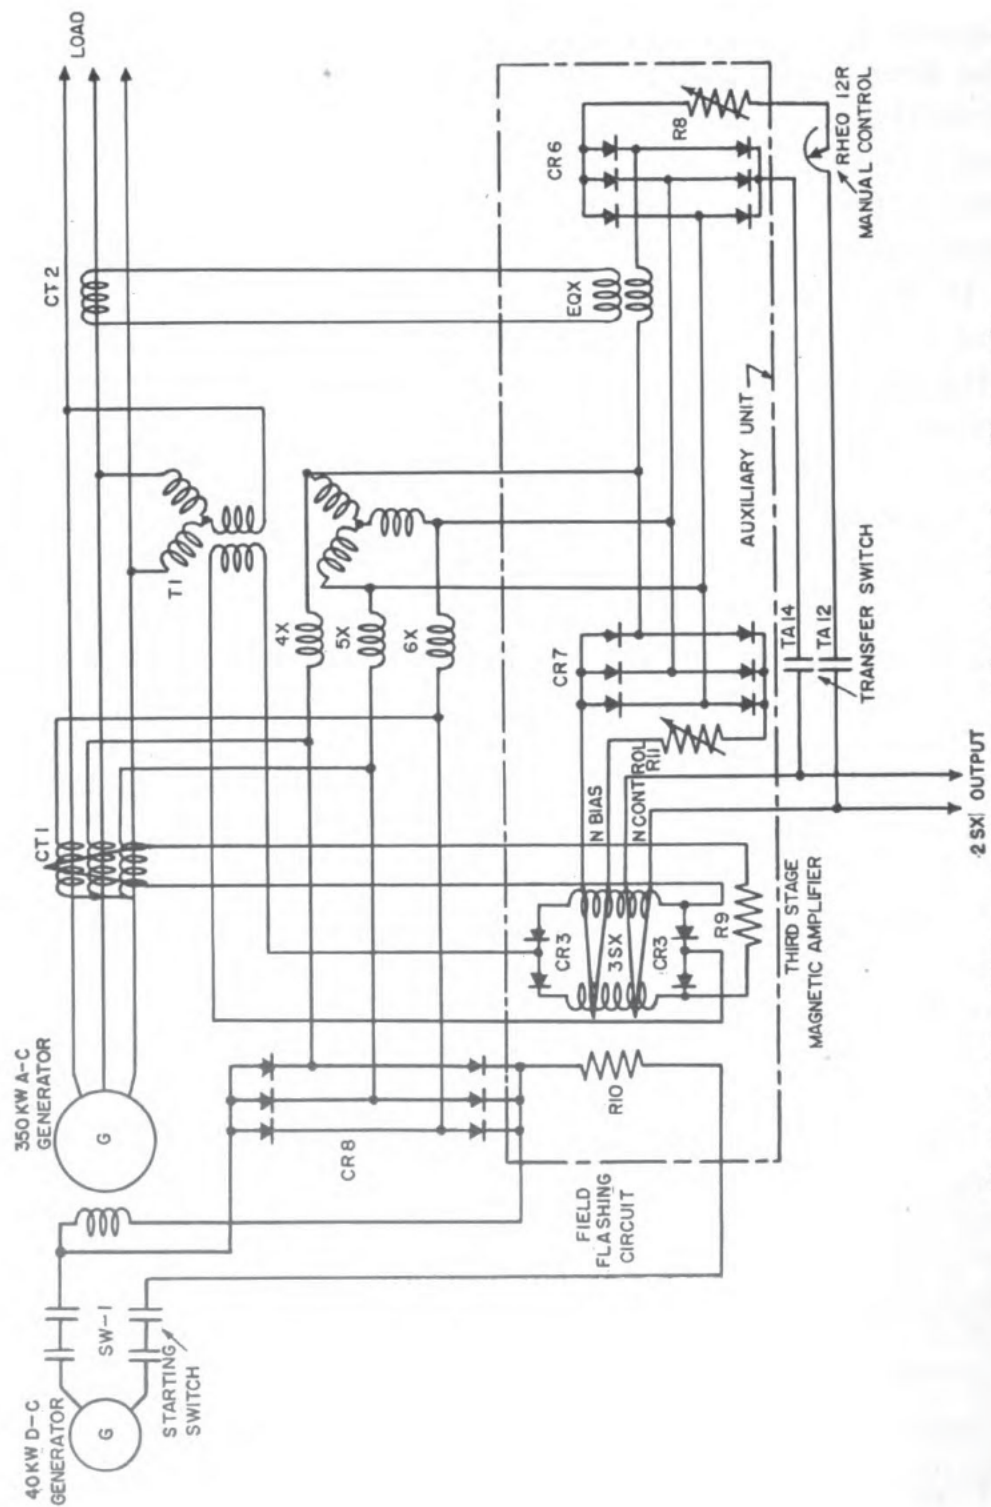 LOAD
CT2
CT1
350 KW A-C
GENERATOR
G
40 KW D-C
GENERATOR
G
SW-1
STARTING
SWITCH
T1
4X
5X
6X
EQX
CR6
R8
RHEO 12R
MANUAL CONTROL
AUXILIARY UNIT
CR7
R11
N BIAS
N CONTROL
TA14
TA12
TRANSFER SWITCH
CR3
3SX
CR3
R9
THIRD STAGE
MAGNETIC AMPLIFIER
CR8
R10
FIELD
FLASHING
CIRCUIT
2SX OUTPUT